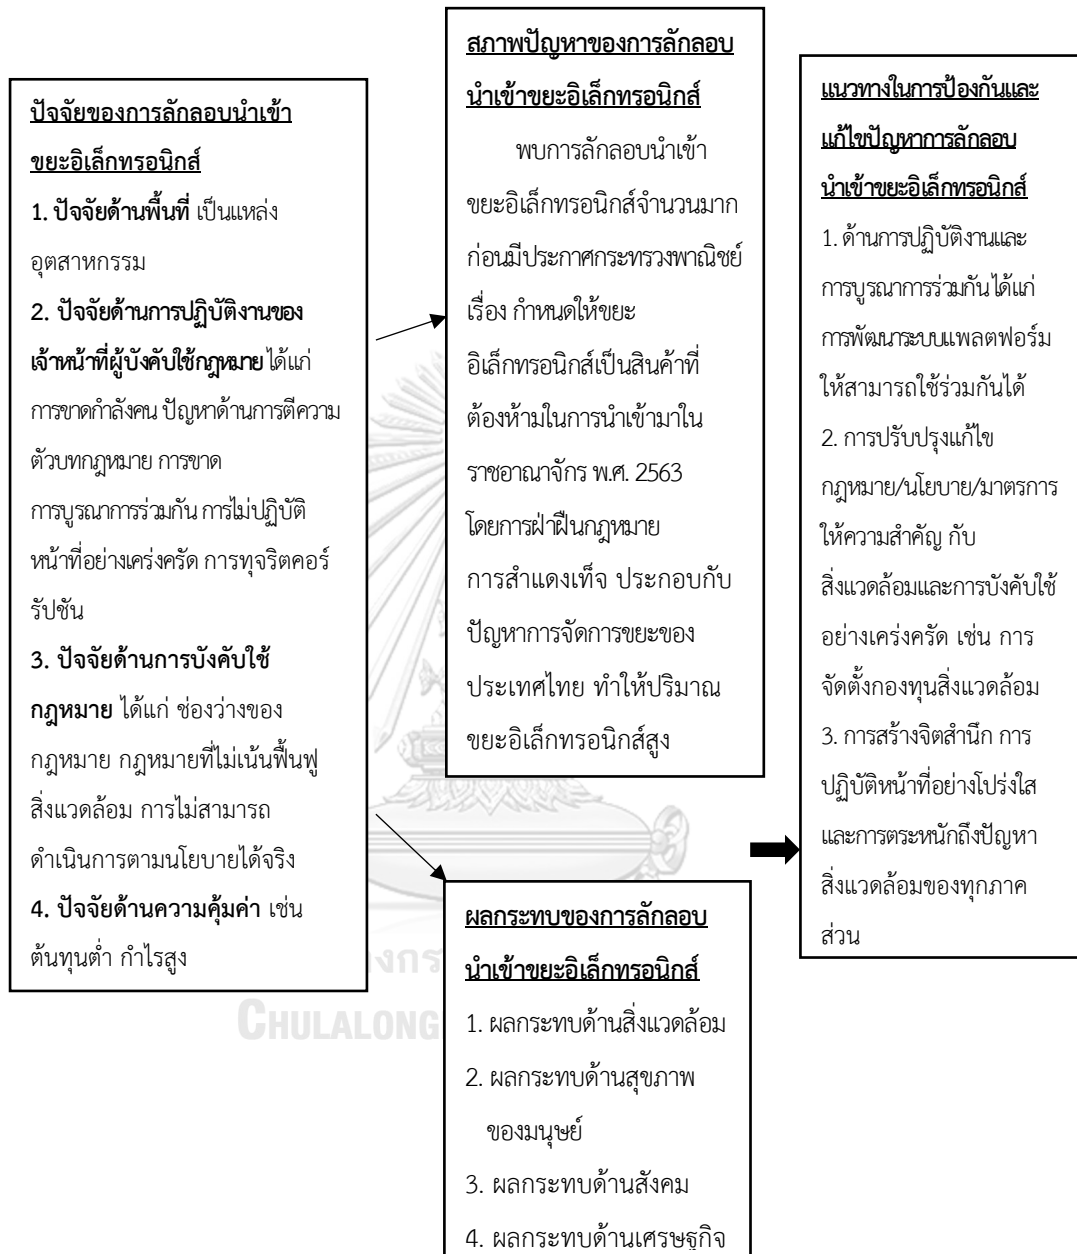 ปัจจัยของการลักลอบนำเข้า
ขยะอิเล็กทรอนิกส์
1. ปัจจัยด้านพื้นที่ เป็นแหล่ง
อุตสาหกรรม
2. ปัจจัยด้านการปฏิบัติงานของ
เจ้าหน้าที่ผู้บังคับใช้กฎหมาย ได้แก่
การขาดกำลังคน ปัญหาด้านการตีความ
ตัวบทกฎหมาย การขาด
การบูรณาการร่วมกัน การไม่ปฏิบัติ
หน้าที่อย่างเคร่งครัด การทุจริตคอร์
รัปชัน
3. ปัจจัยด้านการบังคับใช้
กฎหมาย ได้แก่ ช่องว่างของ
กฎหมาย กฎหมายที่ไม่เน้นฟื้นฟู
สิ่งแวดล้อม การไม่สามารถ
ดำเนินการตามนโยบายได้จริง
4. ปัจจัยด้านความคุ้มค่า เช่น
ต้นทุนต่ำ กำไรสูง
สภาพปัญหาของการลักลอบ
นำเข้าขยะอิเล็กทรอนิกส์
พบการลักลอบนำเข้า
ขยะอิเล็กทรอนิกส์จำนวนมาก
ก่อนมีประกาศกระทรวงพาณิชย์
เรื่อง กำหนดให้ขยะ
อิเล็กทรอนิกส์เป็นสินค้าที่
ต้องห้ามในการนำเข้ามาใน
ราชอาณาจักร พ.ศ. 2563
โดยการฝ่าฝืนกฎหมาย
การสำแดงเท็จ ประกอบกับ
ปัญหาการจัดการขยะของ
ประเทศไทย ทำให้ปริมาณ
ขยะอิเล็กทรอนิกส์สูง
ผลกระทบของการลักลอบ
นำเข้าขยะอิเล็กทรอนิกส์
1. ผลกระทบด้านสิ่งแวดล้อม
2. ผลกระทบด้านสุขภาพ
ของมนุษย์
3. ผลกระทบด้านสังคม
4. ผลกระทบด้านเศรษฐกิจ
แนวทางในการป้องกันและ
แก้ไขปัญหาการลักลอบ
นำเข้าขยะอิเล็กทรอนิกส์
1. ด้านการปฏิบัติงานและ
การบูรณาการร่วมกัน ได้แก่
การพัฒนาระบบแพลตฟอร์ม
ให้สามารถใช้ร่วมกันได้
2. การปรับปรุงแก้ไข
กฎหมาย/นโยบาย/มาตรการ
ให้ความสำคัญ กับ
สิ่งแวดล้อมและการบังคับใช้
อย่างเคร่งครัด เช่น การ
จัดตั้งกองทุนสิ่งแวดล้อม
3. การสร้างจิตสำนึก การ
ปฏิบัติหน้าที่อย่างโปร่งใส
และการตระหนักถึงปัญหา
สิ่งแวดล้อมของทุกภาค
ส่วน
CHULALONG